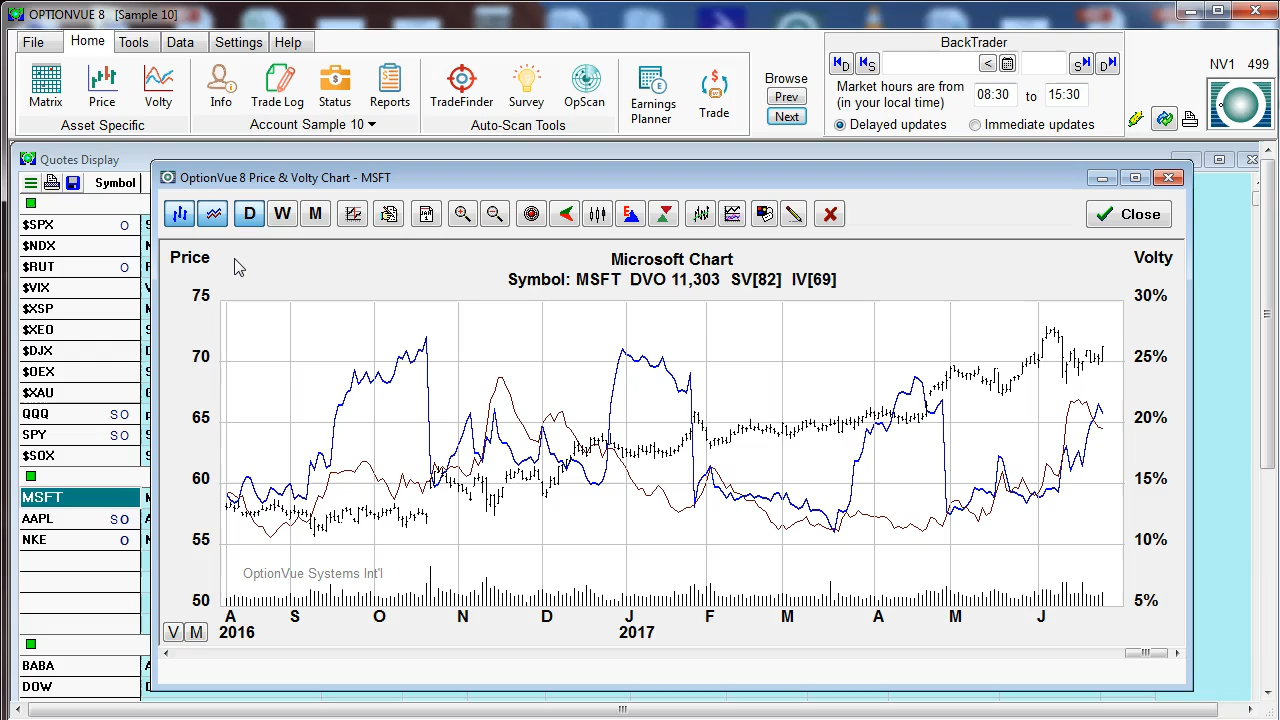 OPTIONVUE 8 [Sample 10]
File Home Tools Data Settings Help
BackTrader
NV1 499
Matrix Price Volty
Info Trade Log Status Reports
TradeFinder Survey OpScan
Earnings Planner
Trade
Asset Specific
Account Sample 10
Auto-Scan Tools
Browse
Prev
Next
D S < S D
Market hours are from
(in your local time)
08:30 to 15:30
Delayed updates Immediate updates
Quotes Display
Symbol
$SPX O S
$NDX N
$RUT O S
$VIX S
$XSP M
$XEO S
$DJX S
$OEX S
$XAU G
QQQ S O p
SPY S O S
$SOX S
MSFT M
AAPL S O A
NKE O N
BABA A
DOW A
OptionVue 8 Price & Volty Chart - MSFT
D W M E
Close
Price
Microsoft Chart
Volty
Symbol: MSFT DVO 11,303 SV[82] IV[69]
75 30%
70 25%
65 20%
60 15%
55 10%
50 5%
OptionVue Systems Int'l
A S O N D J F M A M J
2016 2017
V M